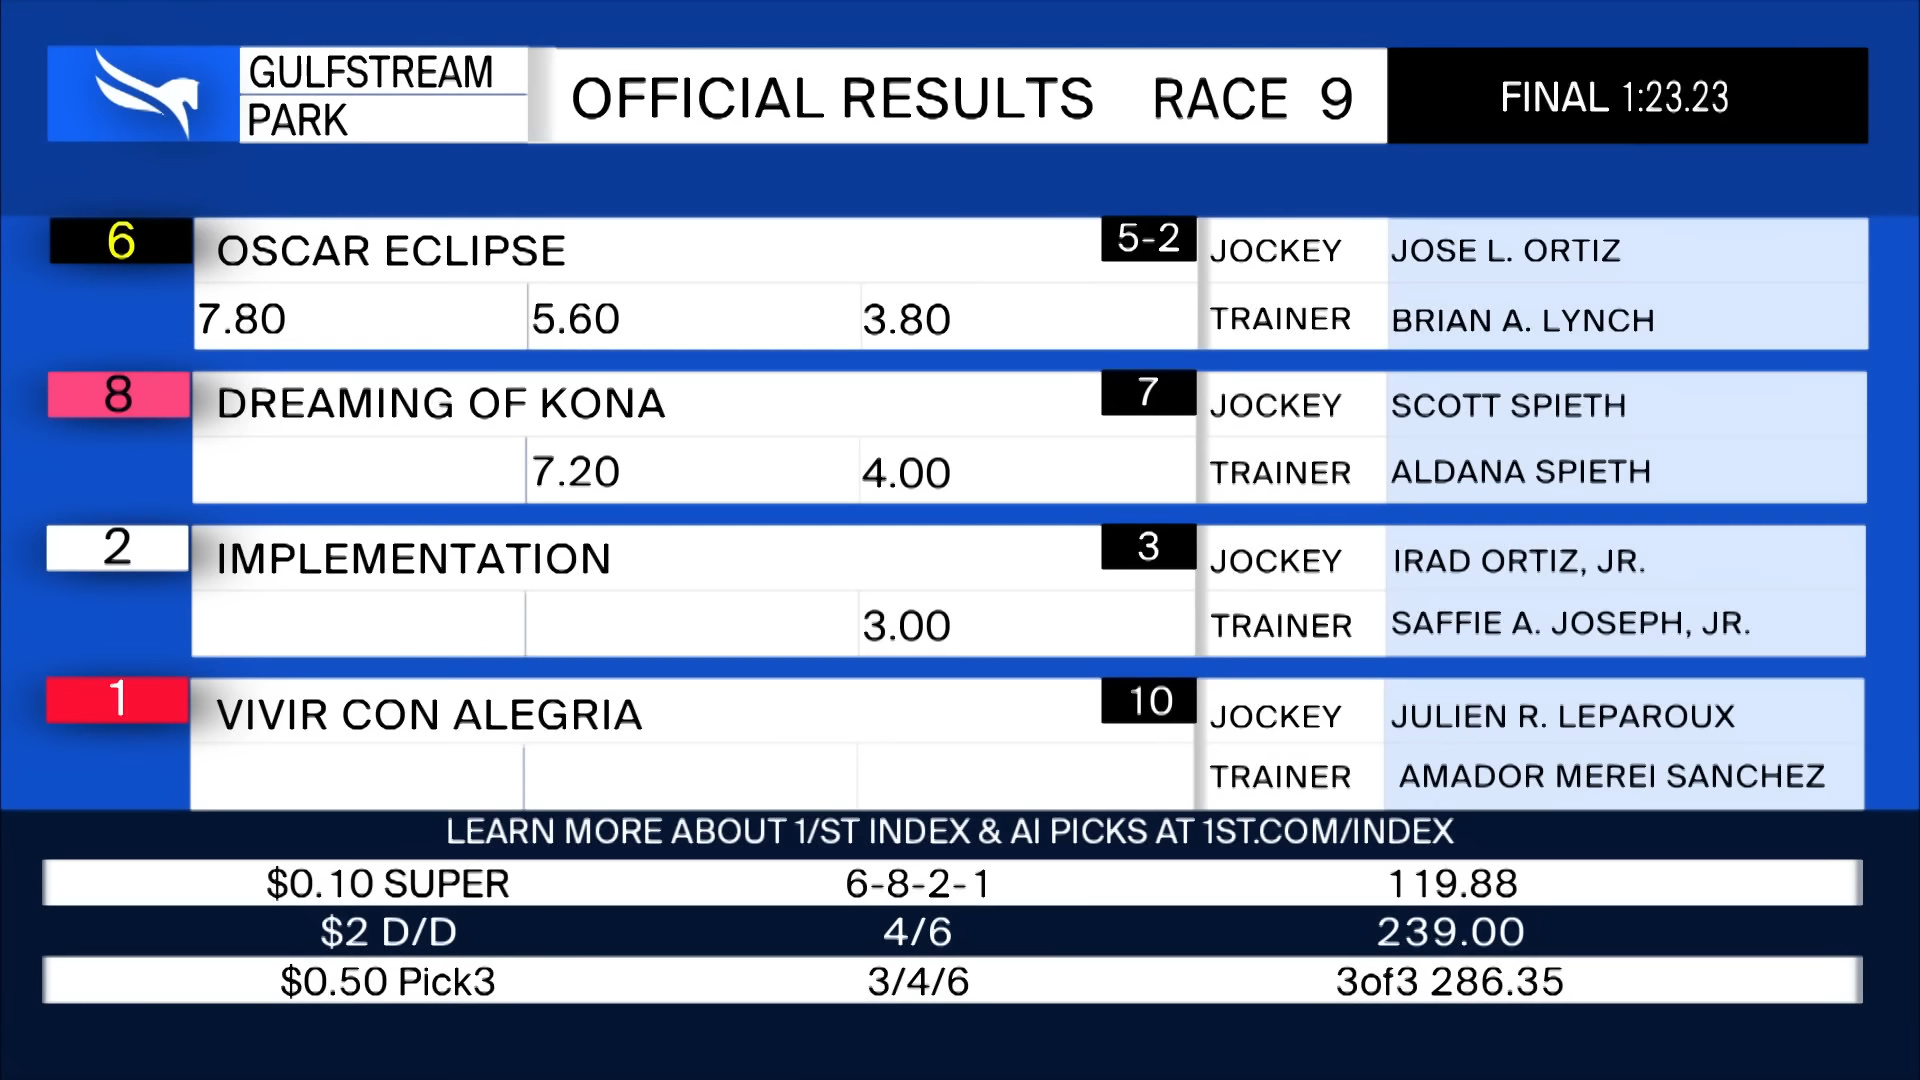 GULFSTREAM
PARK
OFFICIAL RESULTS RACE 9
FINAL 1:23.23
6 OSCAR ECLIPSE 5-2 JOCKEY JOSE L. ORTIZ
7.80 5.60 3.80 TRAINER BRIAN A. LYNCH
8 DREAMING OF KONA 7 JOCKEY SCOTT SPIETH
7.20 4.00 TRAINER ALDANA SPIETH
2 IMPLEMENTATION 3 JOCKEY IRAD ORTIZ, JR.
3.00 TRAINER SAFFIE A. JOSEPH, JR.
1 VIVIR CON ALEGRIA 10 JOCKEY JULIEN R. LEPAROUX
TRAINER AMADOR MEREI SANCHEZ
LEARN MORE ABOUT 1/ST INDEX & AI PICKS AT 1ST.COM/INDEX
$0.10 SUPER 6-8-2-1 119.88
$2 D/D 4/6 239.00
$0.50 Pick3 3/4/6 3of3 286.35